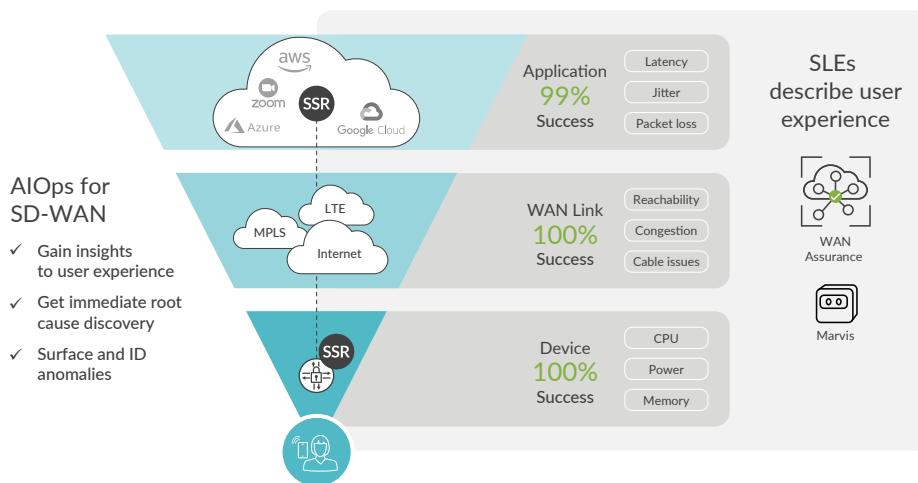 AIOps for
SD-WAN
✓ Gain insights
to user experience
✓ Get immediate root
cause discovery
✓ Surface and ID
anomalies
aws
zoom
SSR
Azure
Google Cloud
Application
99%
Success
Latency
Jitter
Packet loss
LTE
MPLS
Internet
WAN Link
100%
Success
Reachability
Congestion
Cable issues
SSR
Device
100%
Success
CPU
Power
Memory
SLEs
describe user
experience
WAN
Assurance
Marvis